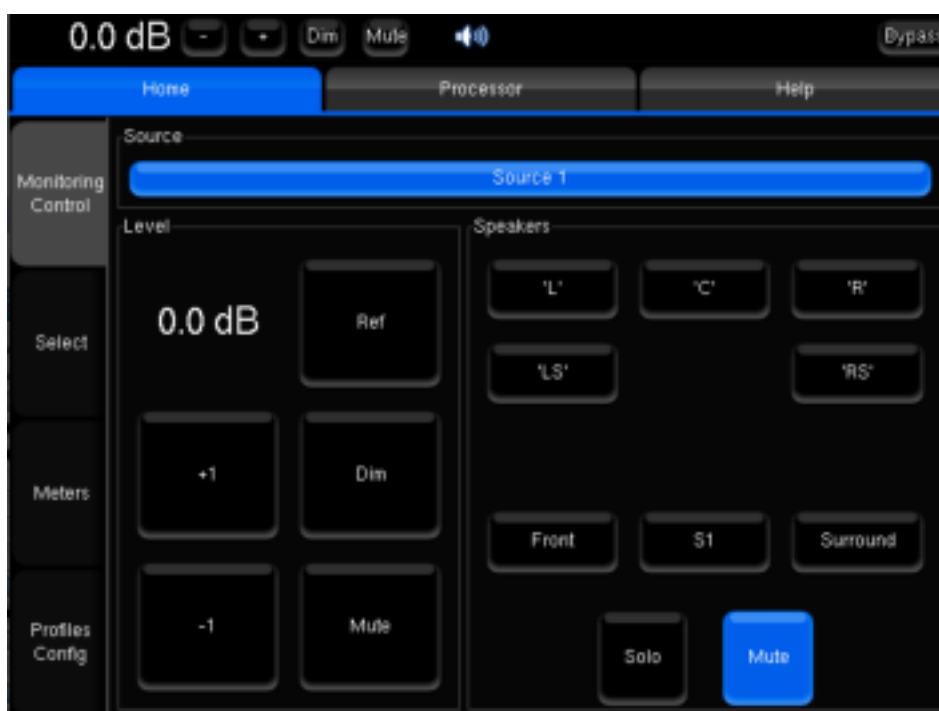 0.0 dB - + Dim Mute Bypass
Home Processor Help
Source
Source 1
Monitoring
Control
Level
Speakers
'L' 'C' 'R'
0.0 dB Ref
Select
'LS' 'RS'
+1 Dim
Meters
Front S1 Surround
-1 Mute
Profiles
Config
Solo Mute